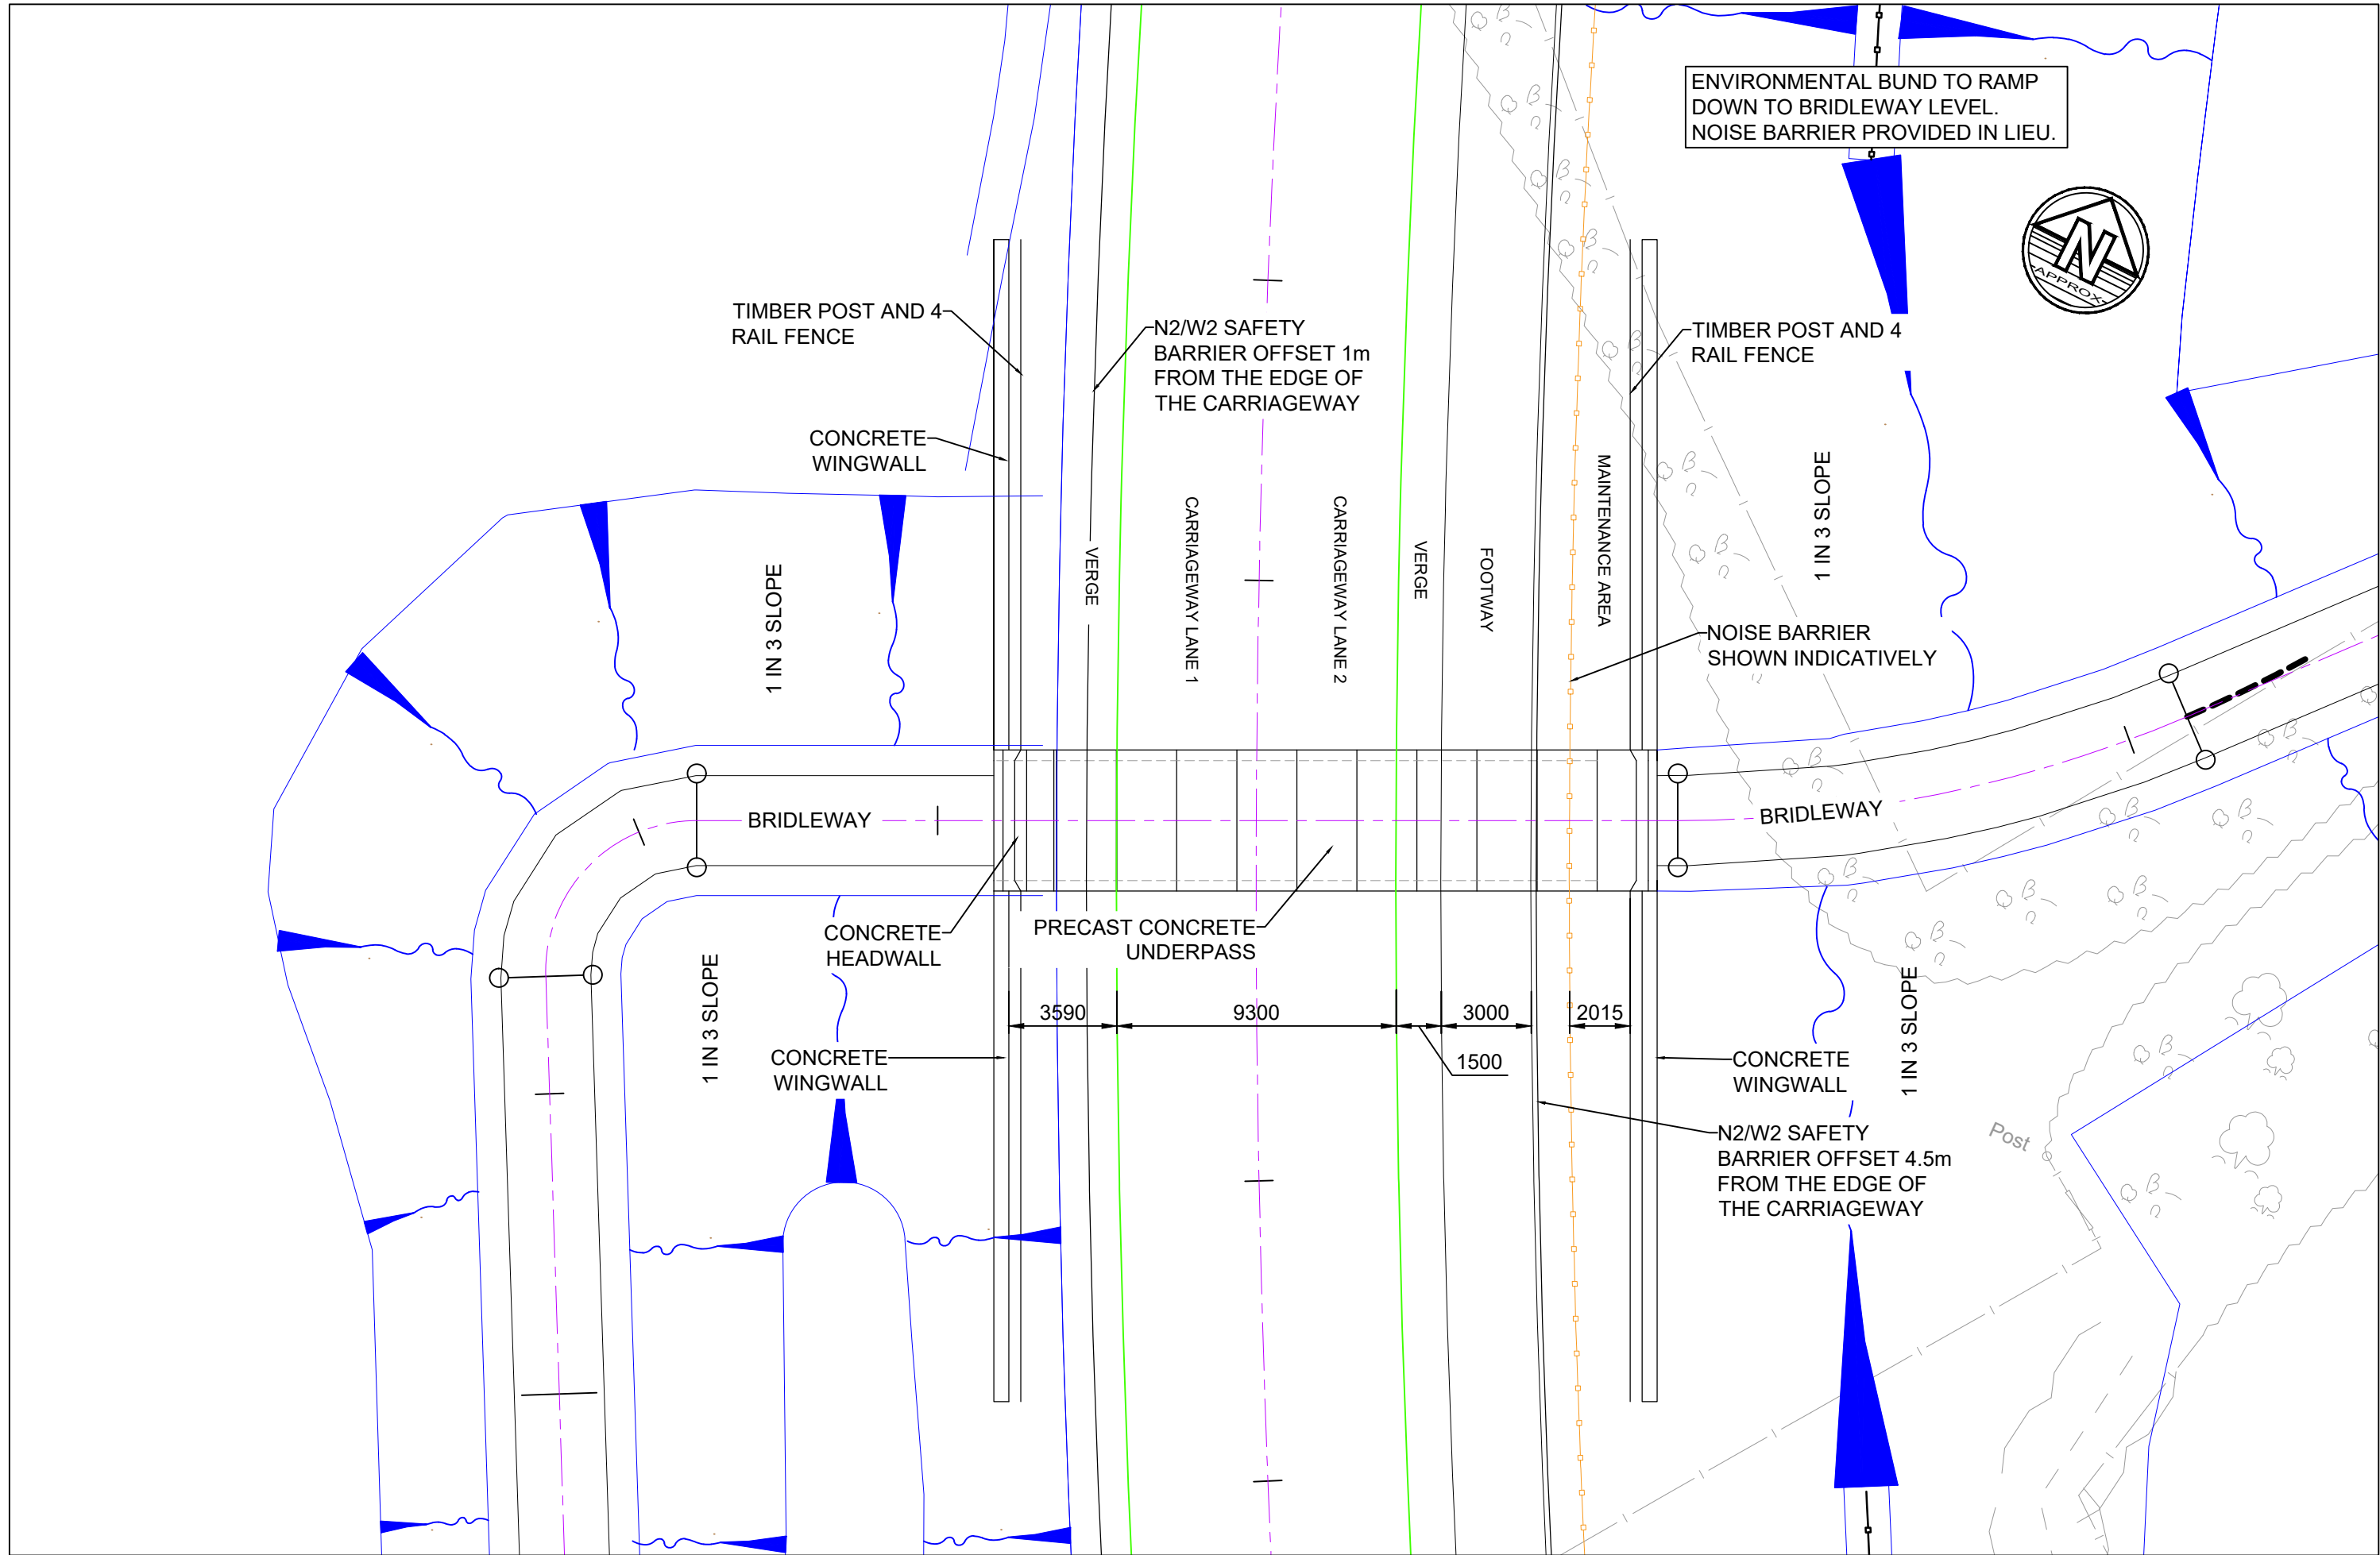 ENVIRONMENTAL BUND TO RAMP
DOWN TO BRIDLEWAY LEVEL.
NOISE BARRIER PROVIDED IN LIEU.
N
APPROX.
TIMBER POST AND 4
RAIL FENCE
N2/W2 SAFETY
BARRIER OFFSET 1m
FROM THE EDGE OF
THE CARRIAGEWAY
TIMBER POST AND 4
RAIL FENCE
CONCRETE
WINGWALL
1 IN 3 SLOPE
VERGE
CARRIAGEWAY LANE 1
CARRIAGEWAY LANE 2
VERGE
FOOTWAY
MAINTENANCE AREA
1 IN 3 SLOPE
NOISE BARRIER
SHOWN INDICATIVELY
BRIDLEWAY
BRIDLEWAY
CONCRETE
HEADWALL
PRECAST CONCRETE
UNDERPASS
1 IN 3 SLOPE
3590
9300
3000
2015
1500
CONCRETE
WINGWALL
CONCRETE
WINGWALL
1 IN 3 SLOPE
N2/W2 SAFETY
BARRIER OFFSET 4.5m
FROM THE EDGE OF
THE CARRIAGEWAY
Post